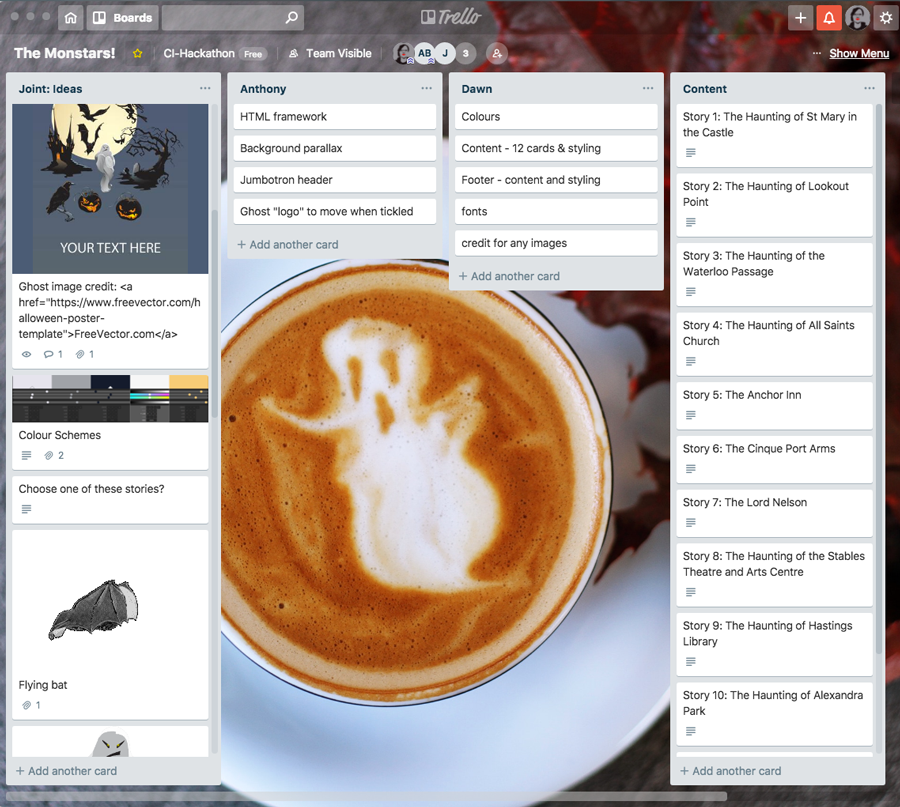 Boards
Trello
The Monstars!
CI-Hackathon Free
Team Visible
AB
J
3
... Show Menu
Joint: Ideas
YOUR TEXT HERE
Ghost image credit: <a
href="https://www.freevector.com/h
alloween-poster-
template">FreeVector.com</a>
1
1
Colour Schemes
2
Choose one of these stories?
Flying bat
1
+ Add another card
Anthony
HTML framework
Background parallax
Jumbotron header
Ghost "logo" to move when tickled
+ Add another card
Dawn
Colours
Content - 12 cards & styling
Footer - content and styling
fonts
credit for any images
+ Add another card
Content
Story 1: The Haunting of St Mary in
the Castle
Story 2: The Haunting of Lookout
Point
Story 3: The Haunting of the
Waterloo Passage
Story 4: The Haunting of All Saints
Church
Story 5: The Anchor Inn
Story 6: The Cinque Port Arms
Story 7: The Lord Nelson
Story 8: The Haunting of the Stables
Theatre and Arts Centre
Story 9: The Haunting of Hastings
Library
Story 10: The Haunting of Alexandra
Park
+ Add another card